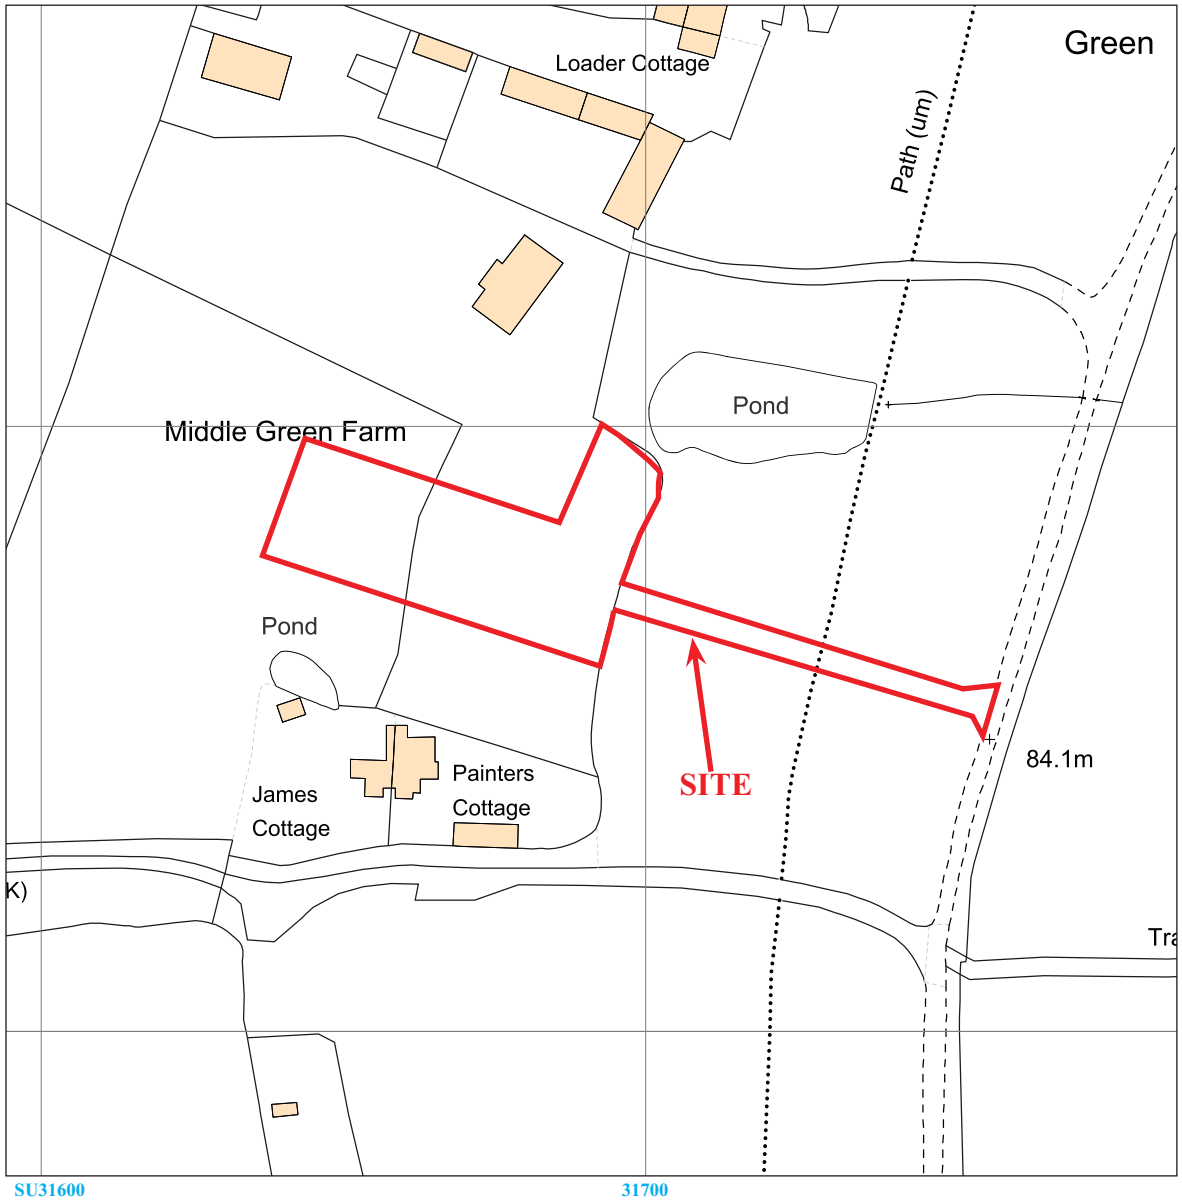 Green
Loader Cottage
Path (um)
Pond
Middle Green Farm
Pond
84.1m
SITE
Painters
Cottage
James
Cottage
K)
Tra
SU31600
31700